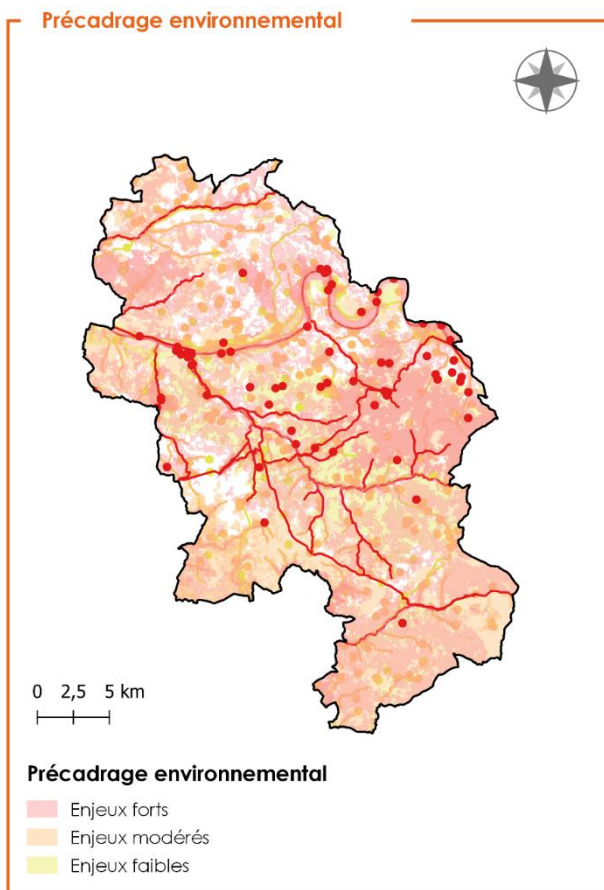 Précadrage environnemental
0 2,5 5 km
Précadrage environnemental
Enjeux forts
Enjeux modérés
Enjeux faibles